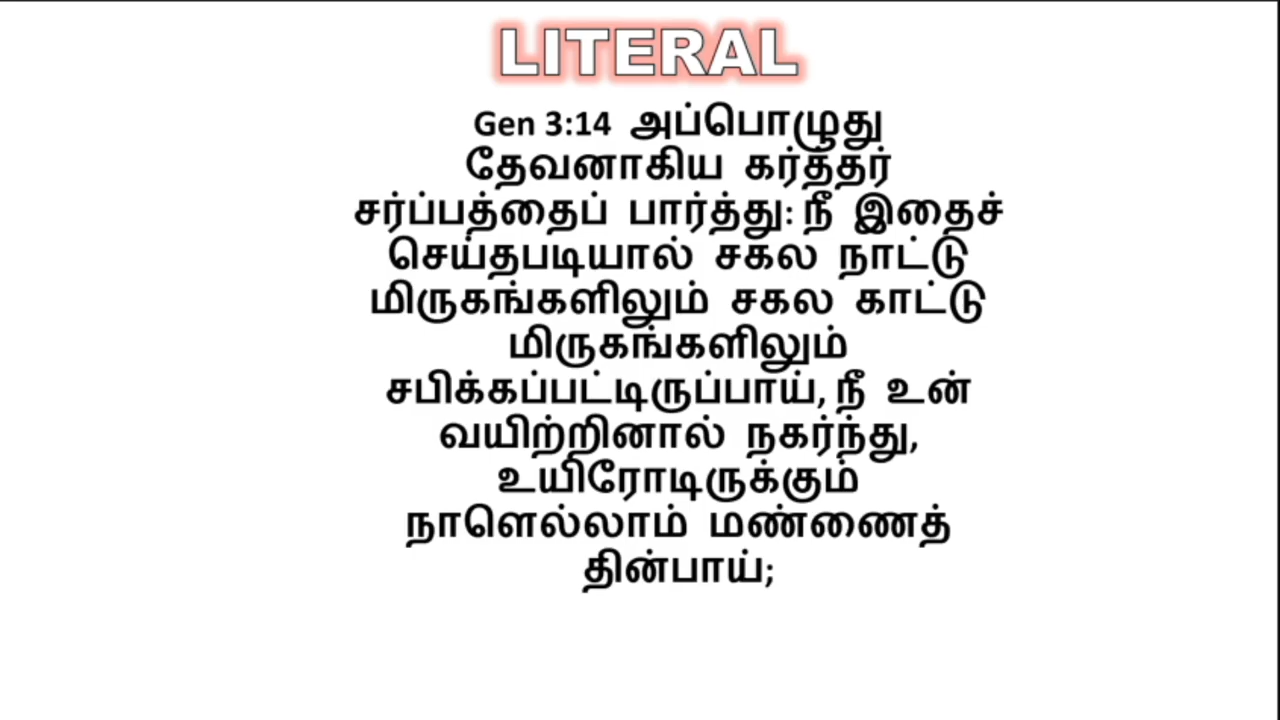 LITERAL
Gen 3:14 அப்பொழுது
தேவனாகிய கர்த்தர்
சர்ப்பத்தைப் பார்த்து: நீ இதைச்
செய்தபடியால் சகல நாட்டு
மிருகங்களிலும் சகல காட்டு
மிருகங்களிலும்
சபிக்கப்பட்டிருப்பாய், நீ உன்
வயிற்றினால் நகர்ந்து,
உயிரோடிருக்கும்
நாளெல்லாம் மண்ணைத்
தின்பாய்;